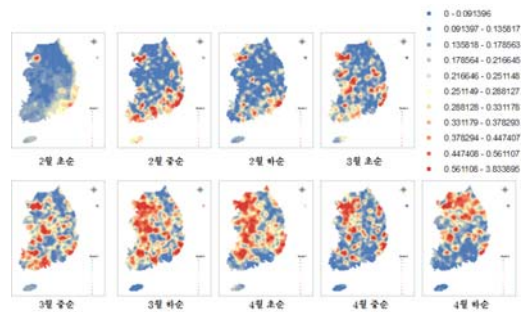 0 - 0.091396
0.091397 - 0.135817
0.135818 - 0.178563
0.178564 - 0.216645
0.216646 - 0.251148
0.251149 - 0.288127
0.288128 - 0.331178
0.331179 - 0.378293
0.378294 - 0.447407
0.447408 - 0.561107
0.561108 - 3.833895
2월 초순
2월 중순
2월 하순
3월 초순
3월 중순
3월 하순
4월 초순
4월 중순
4월 하순